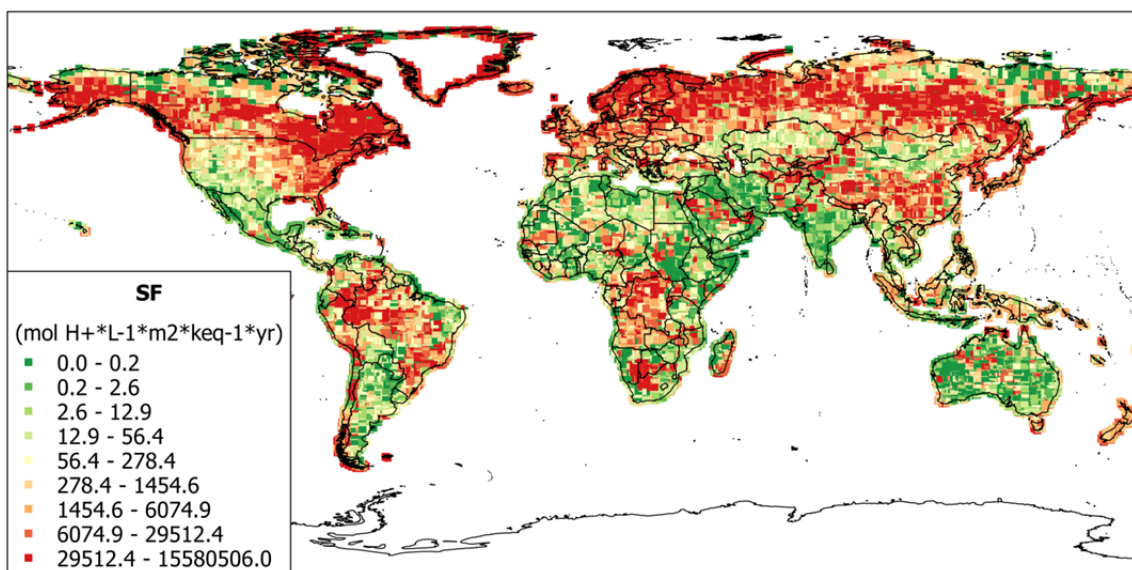 SF
(mol H+*L-1*m2*keq-1*yr)
0.0 - 0.2
0.2 - 2.6
2.6 - 12.9
12.9 - 56.4
56.4 - 278.4
278.4 - 1454.6
1454.6 - 6074.9
6074.9 - 29512.4
29512.4 - 15580506.0